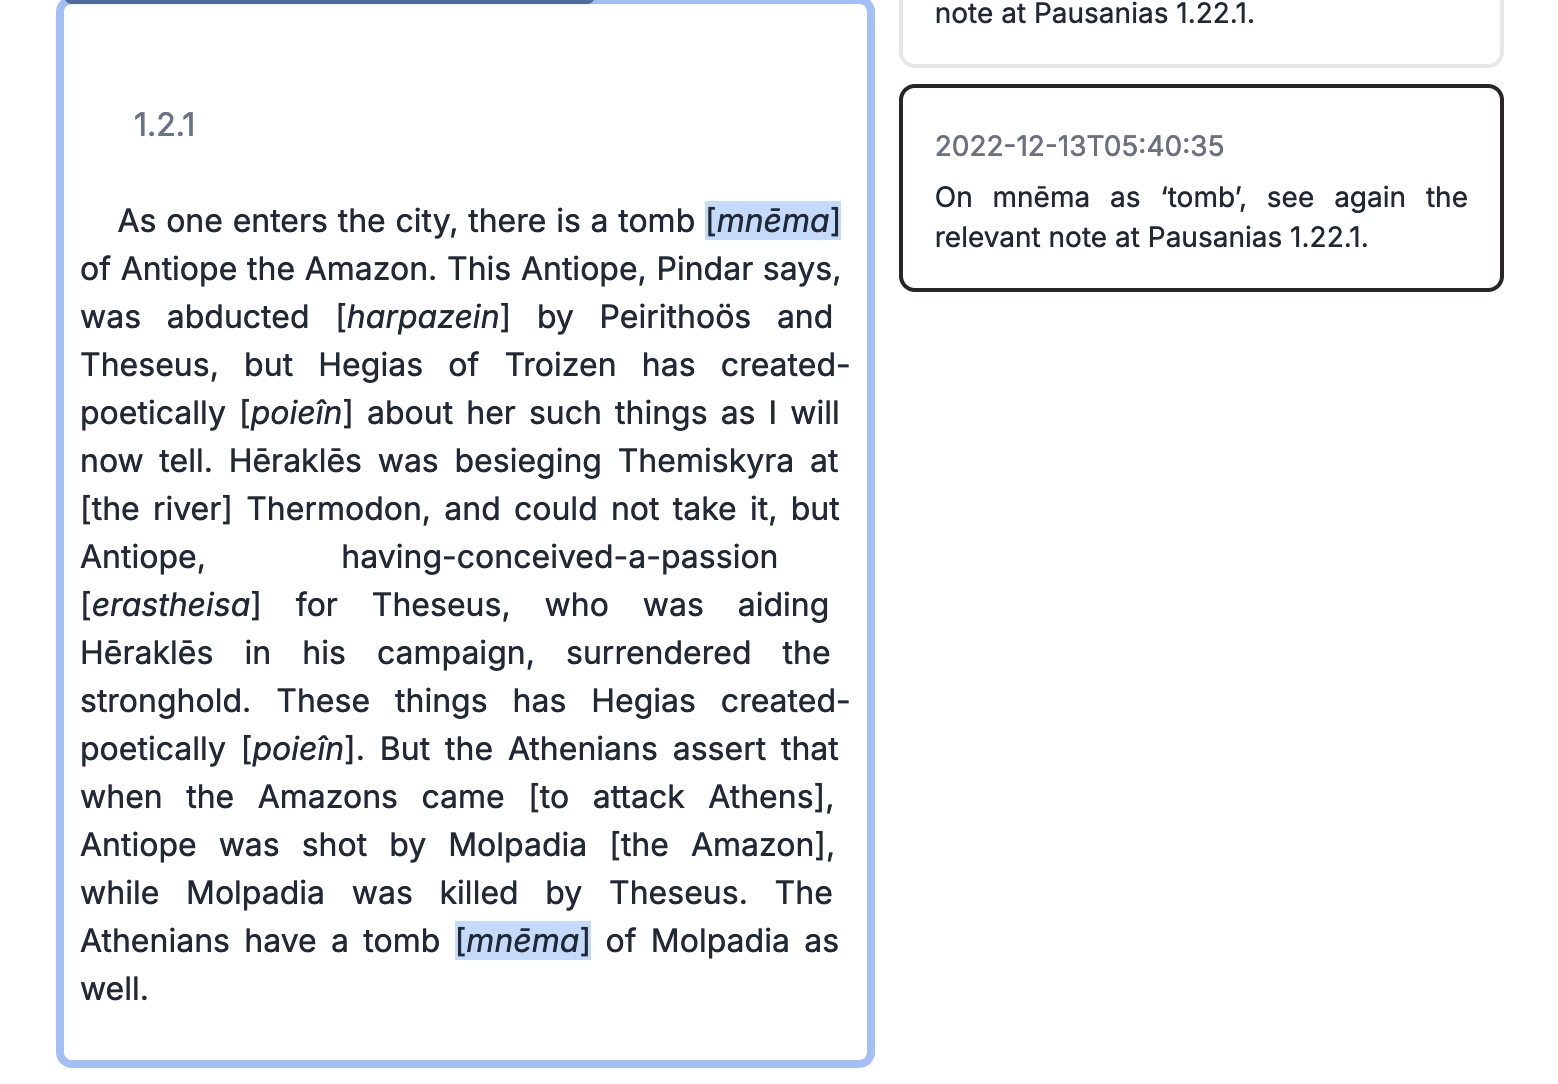 1.2.1
As one enters the city, there is a tomb [mnēma]
of Antiope the Amazon. This Antiope, Pindar says,
was abducted [harpazein] by Peirithoös and
Theseus, but Hegias of Troizen has created-
poetically [poieîn] about her such things as I will
now tell. Hēraklēs was besieging Themiskyra at
[the river] Thermodon, and could not take it, but
Antiope, having-conceived-a-passion
[erastheisa] for Theseus, who was aiding
Hēraklēs in his campaign, surrendered the
stronghold. These things has Hegias created-
poetically [poieîn]. But the Athenians assert that
when the Amazons came [to attack Athens],
Antiope was shot by Molpadia [the Amazon],
while Molpadia was killed by Theseus. The
Athenians have a tomb [mnēma] of Molpadia as
well.
note at Pausanias 1.22.1.
2022-12-13T05:40:35
On mnēma as ‘tomb’, see again the
relevant note at Pausanias 1.22.1.